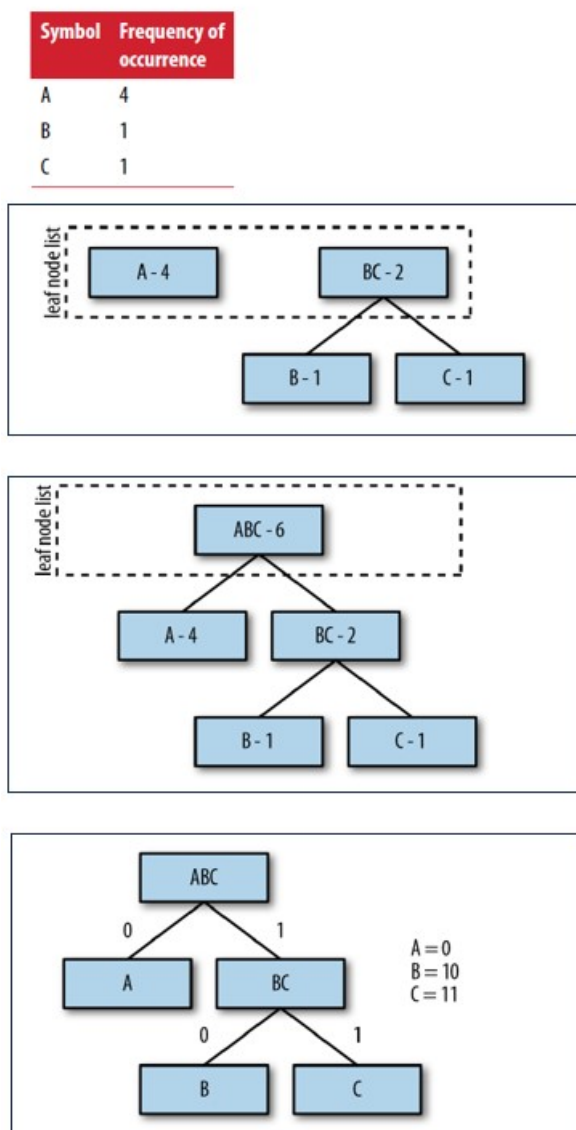 Symbol Frequency of
occurrence
A 4
B 1
C 1
leaf node list
A - 4 BC - 2
B - 1 C - 1
leaf node list
ABC - 6
A - 4 BC - 2
B - 1 C - 1
ABC
0 1
A BC
A = 0
B = 10
C = 11
0 1
B C